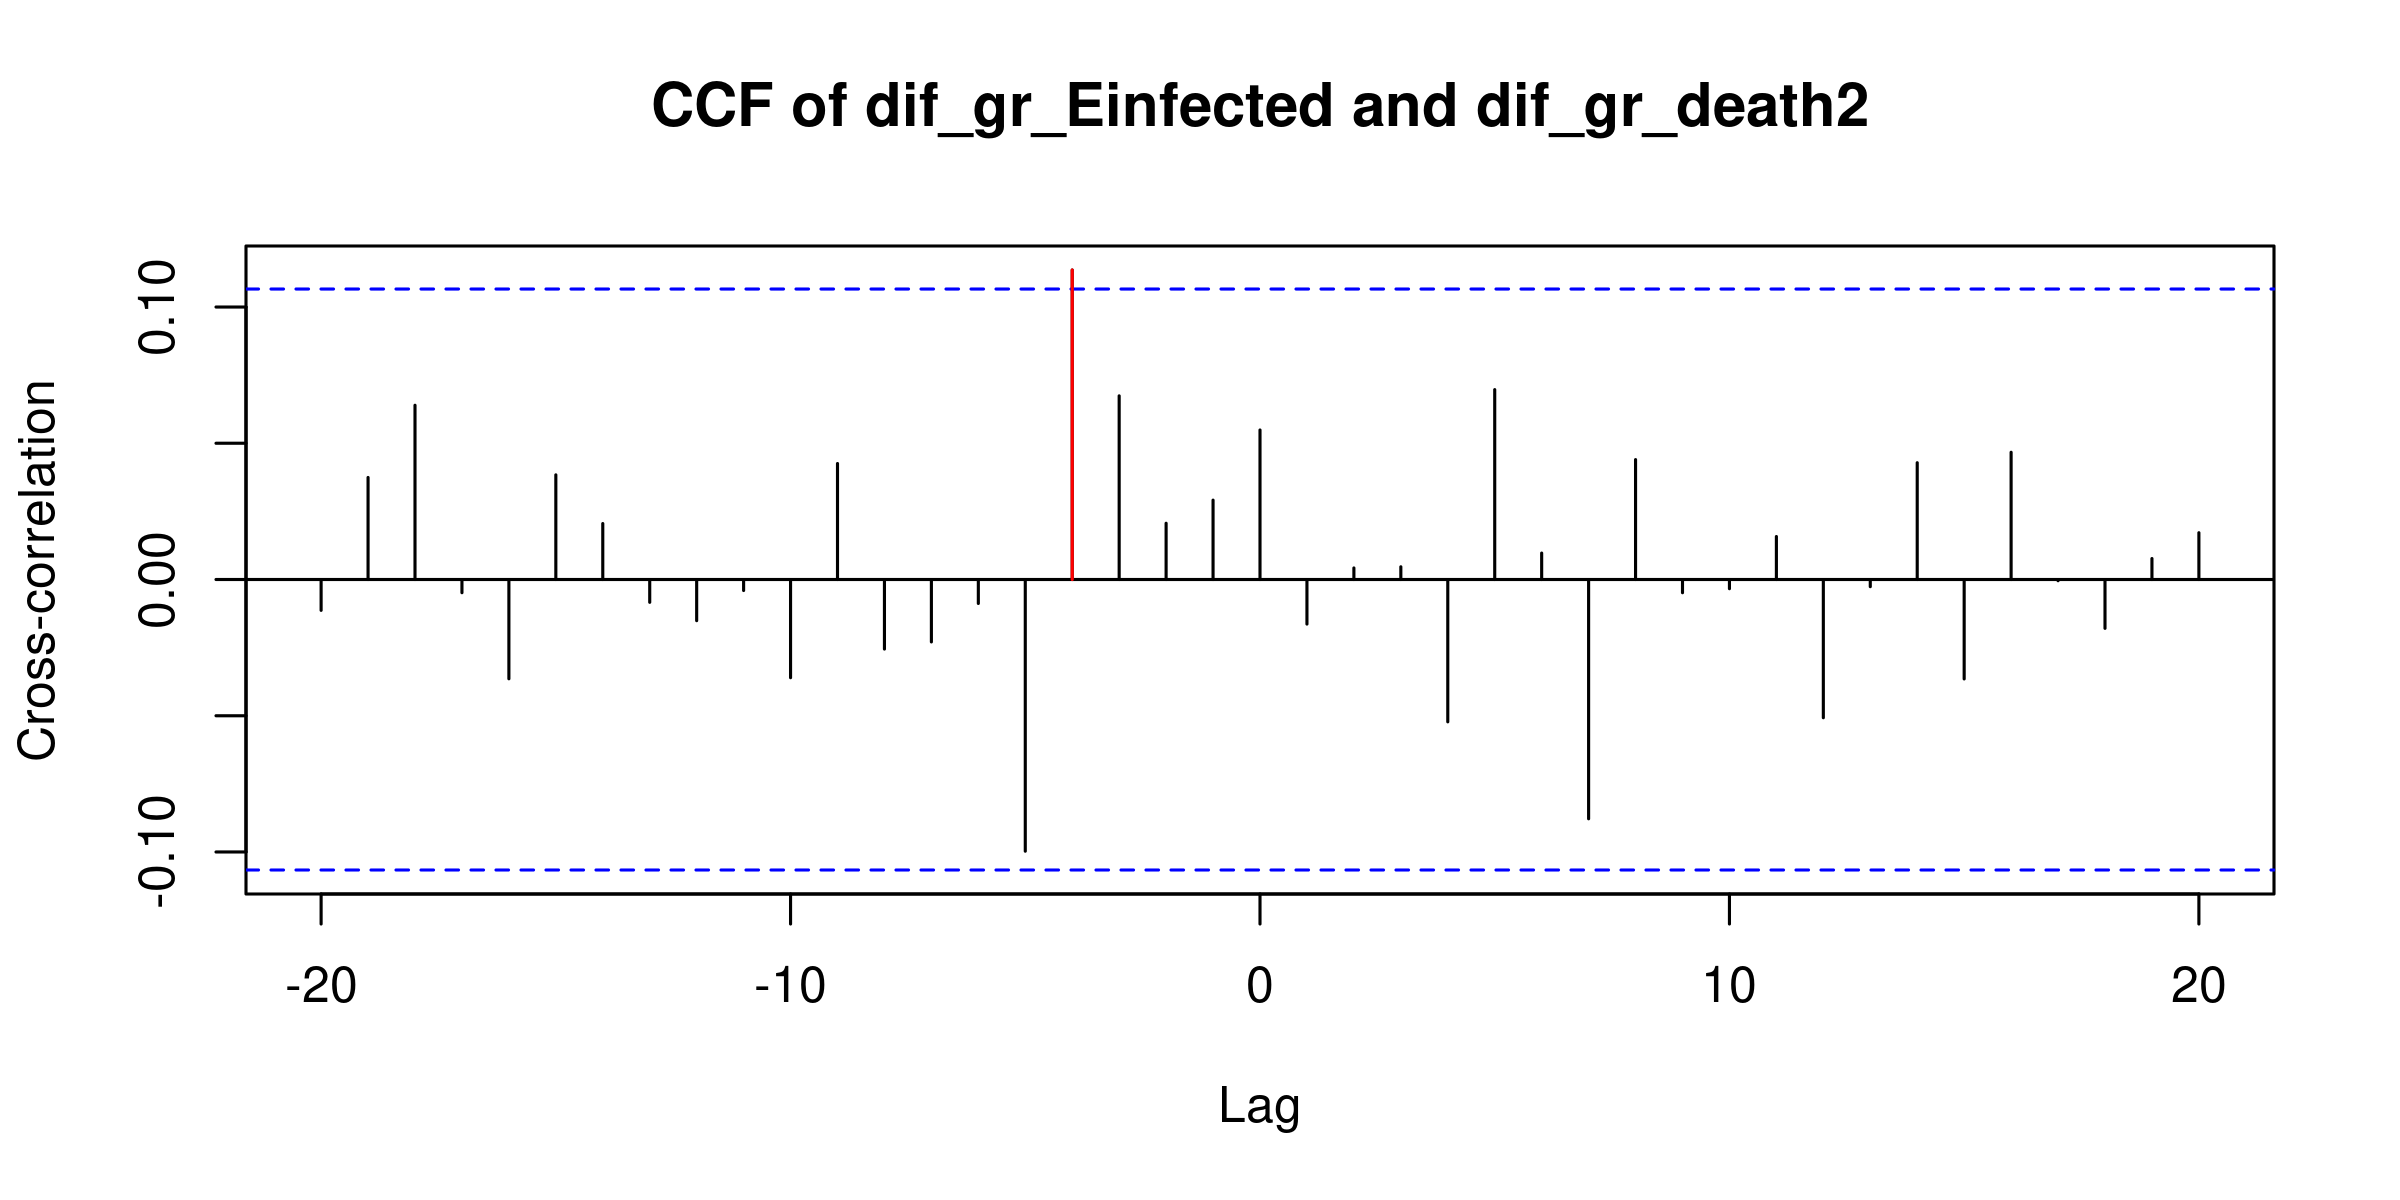 CCF of dif_gr_Einfected and dif_gr_death2
Cross-correlation
0.10
0.00
-0.10
-20 -10 0 10 20
Lag